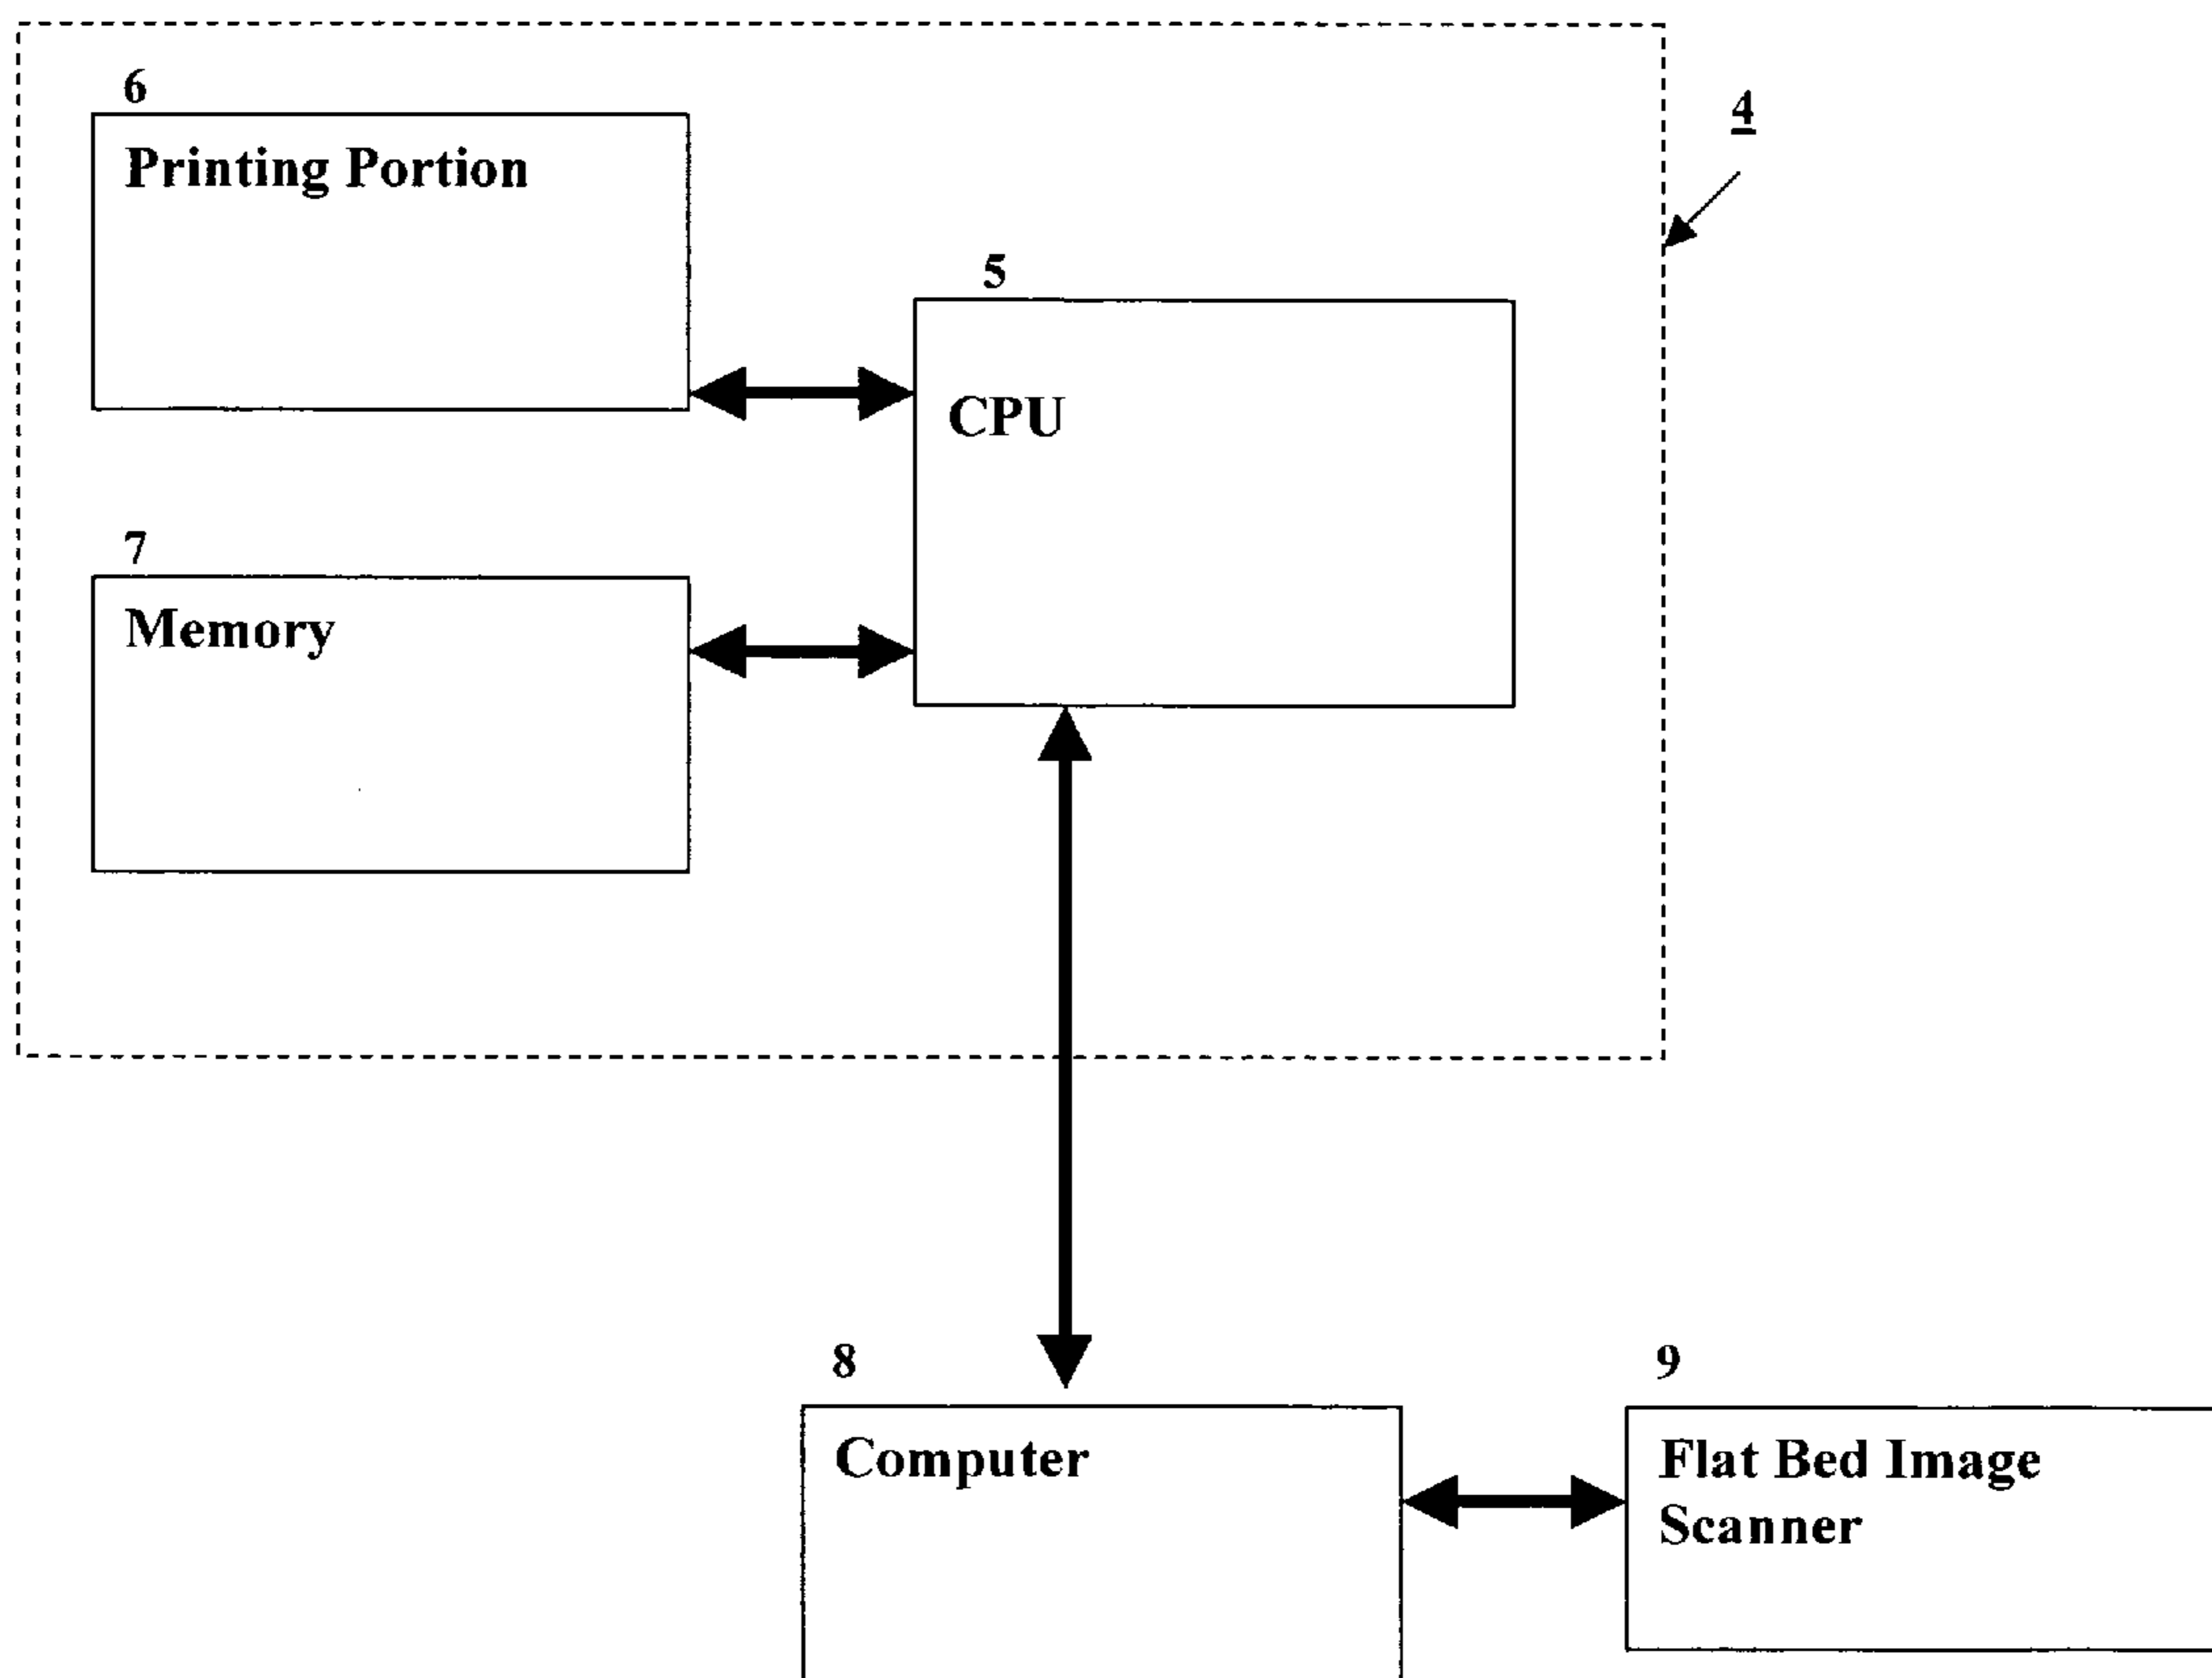 6
Printing Portion
4
5
CPU
7
Memory
8
Computer
9
Flat Bed Image
Scanner